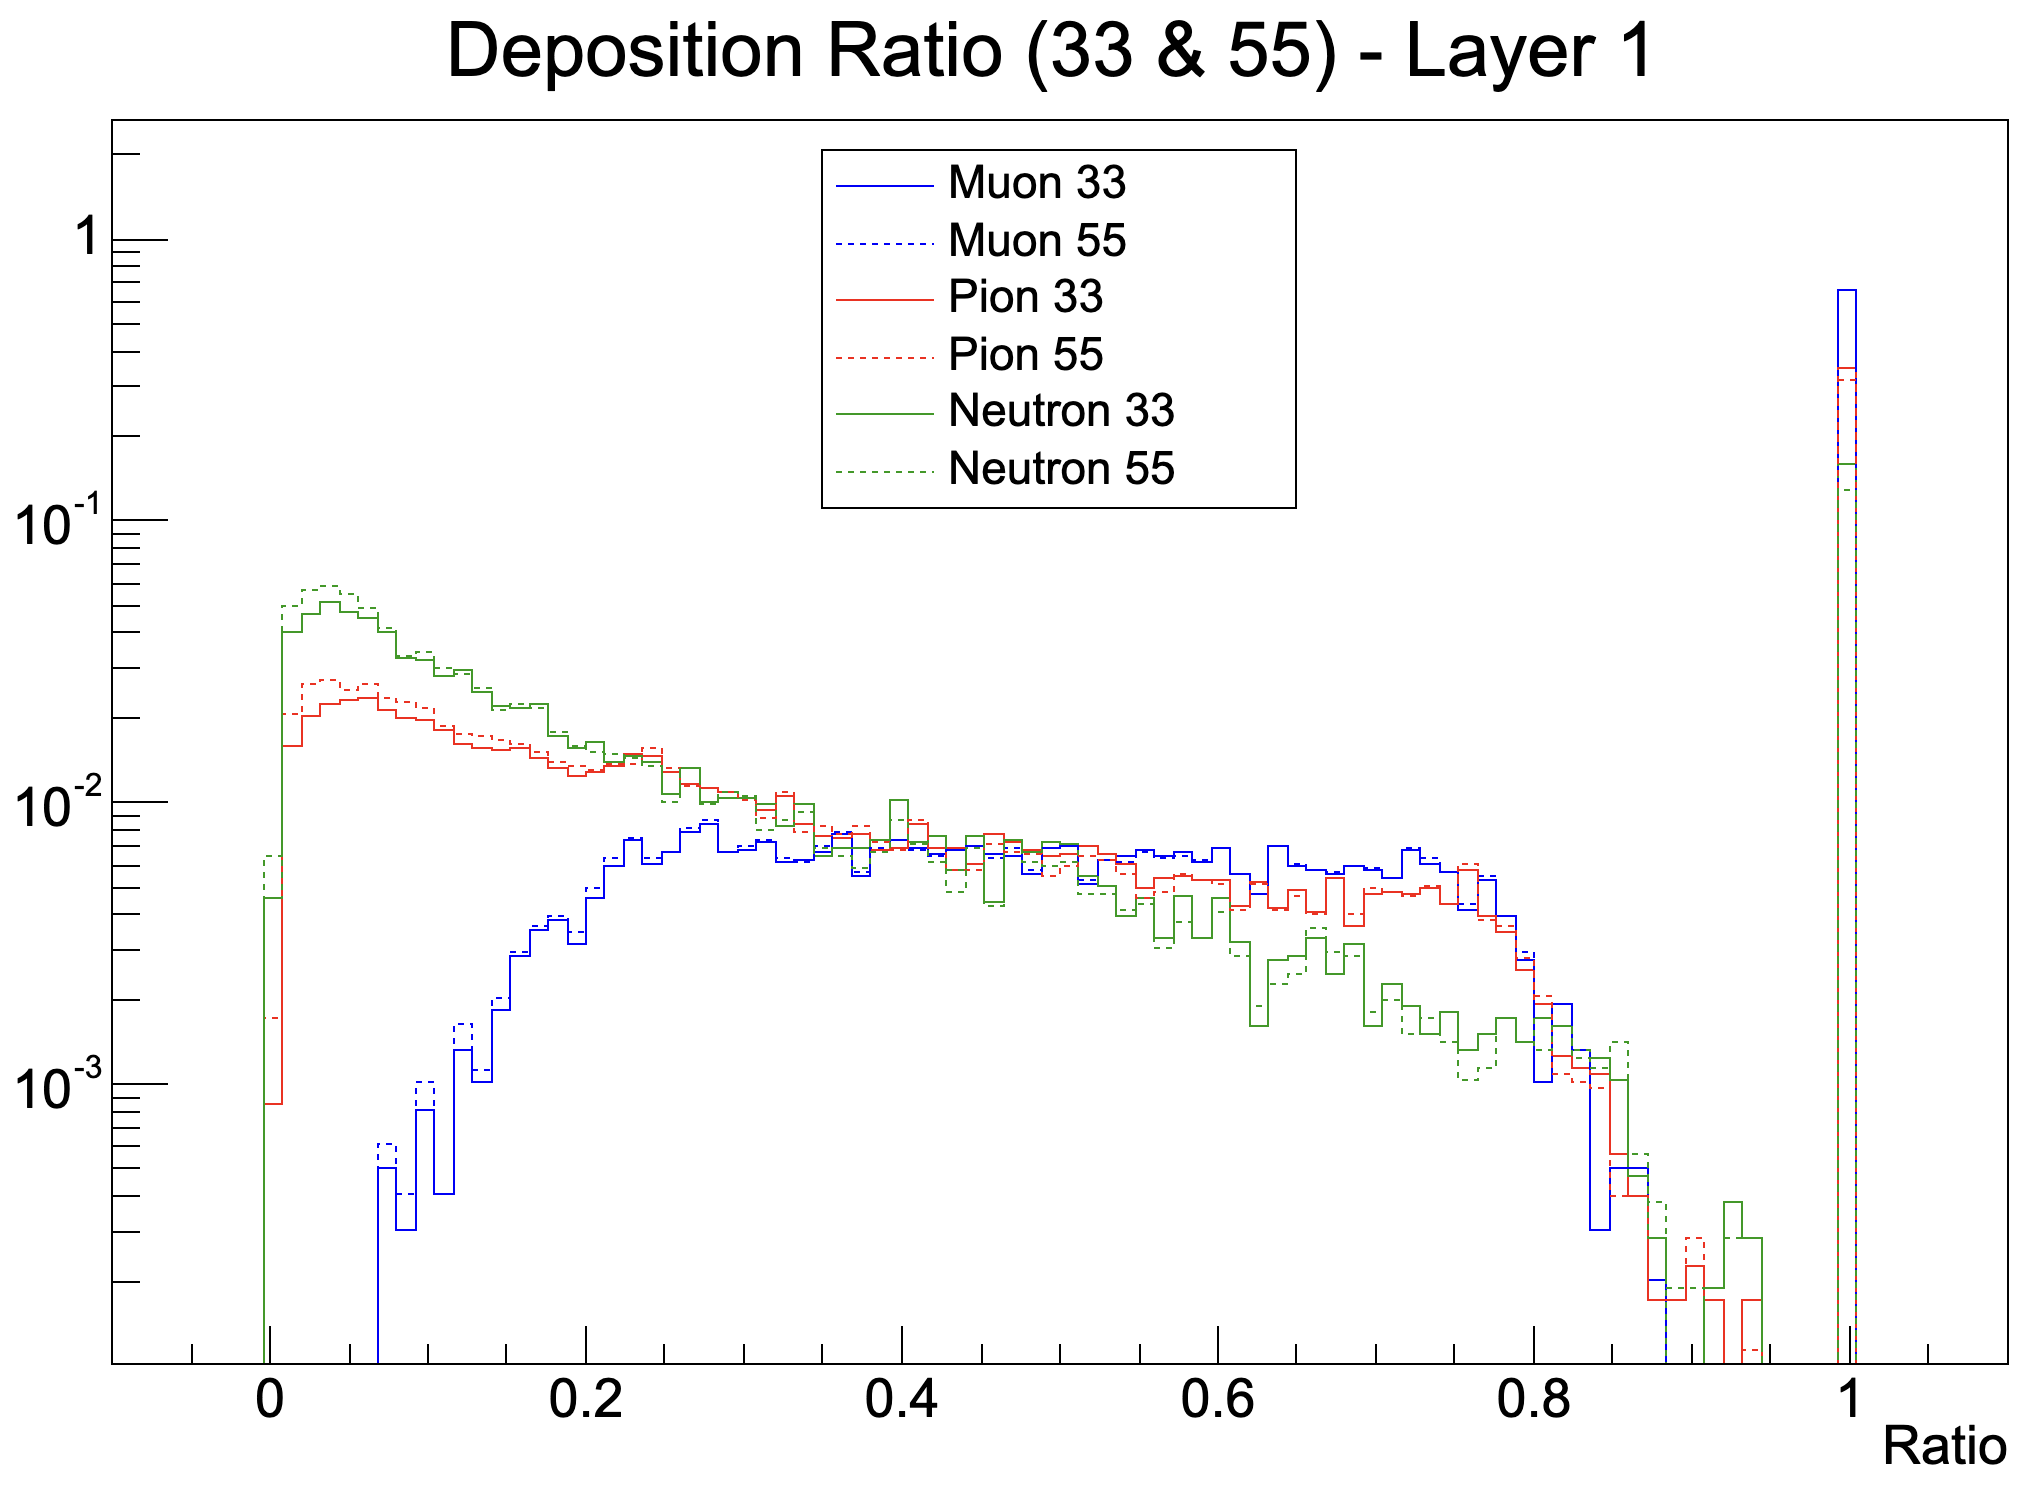 Deposition Ratio (33 & 55) - Layer 1
Muon 33
Muon 55
Pion 33
Pion 55
Neutron 33
Neutron 55
1
10-1
10-2
10-3
0 0.2 0.4 0.6 0.8 1
Ratio